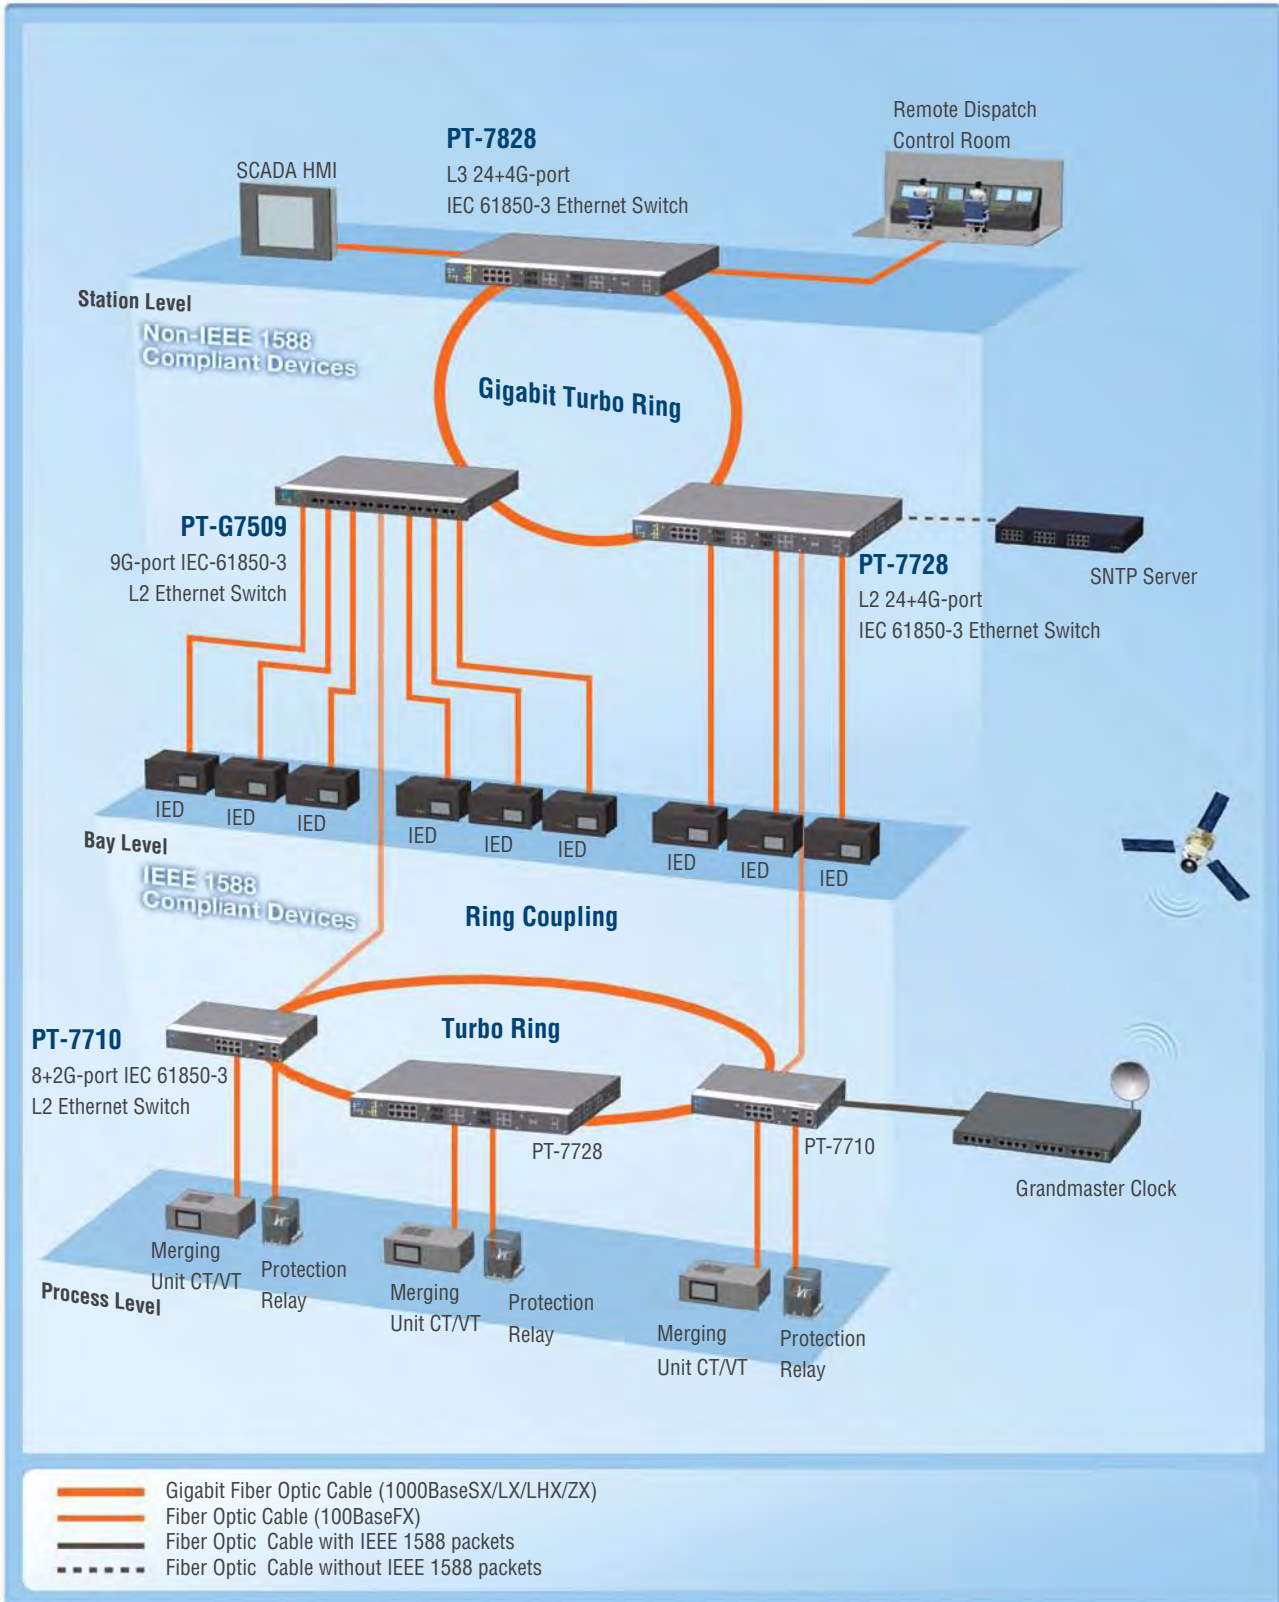 Remote Dispatch
Control Room
PT-7828
L3 24+4G-port
IEC 61850-3 Ethernet Switch
SCADA HMI
Station Level
Non-IEEE 1588
Compliant Devices
Gigabit Turbo Ring
PT-G7509
9G-port IEC-61850-3
L2 Ethernet Switch
PT-7728
L2 24+4G-port
IEC 61850-3 Ethernet Switch
SNTP Server
IED
IED
IED
IED
IED
IED
IED
IED
IED
Bay Level
IEEE 1588
Compliant Devices
Ring Coupling
Turbo Ring
PT-7710
8+2G-port IEC 61850-3
L2 Ethernet Switch
PT-7728
PT-7710
Grandmaster Clock
Merging
Unit CT/VT
Protection
Relay
Merging
Unit CT/VT
Protection
Relay
Merging
Unit CT/VT
Protection
Relay
Process Level
Gigabit Fiber Optic Cable (1000BaseSX/LX/LHX/ZX)
Fiber Optic Cable (100BaseFX)
Fiber Optic Cable with IEEE 1588 packets
Fiber Optic Cable without IEEE 1588 packets